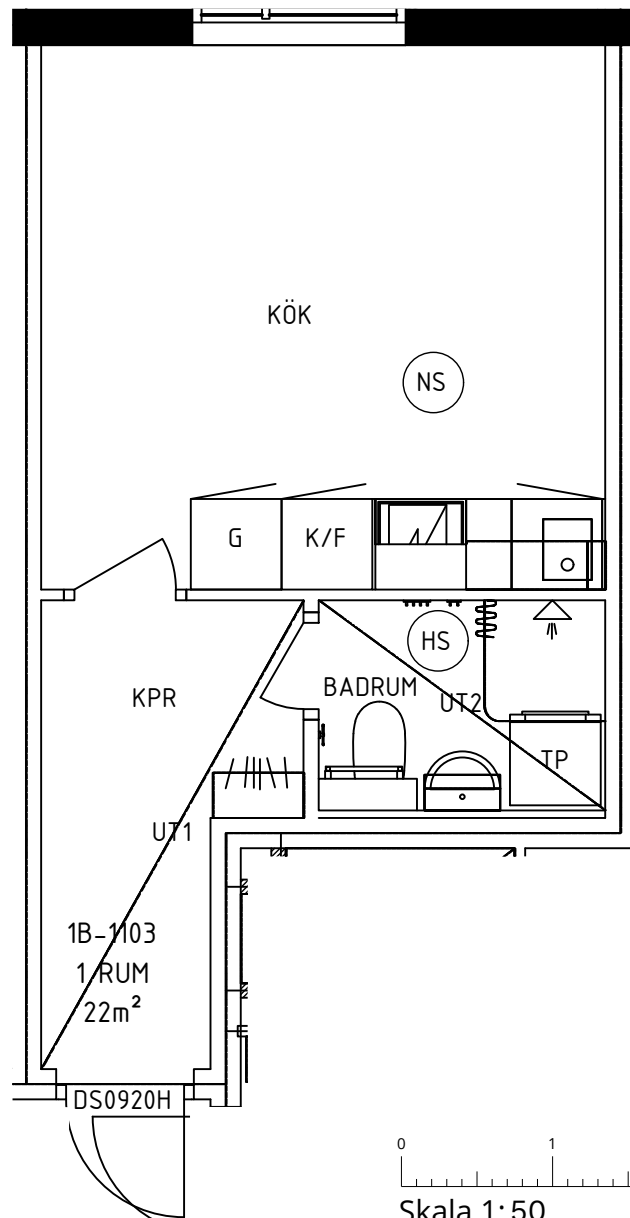 KÖK
NS
G
K/F
HS
BADRUM
KPR
UT2
TP
UT1
1B-1103
1 RUM
22m²
DS0920H
0 1
Skala 1:50